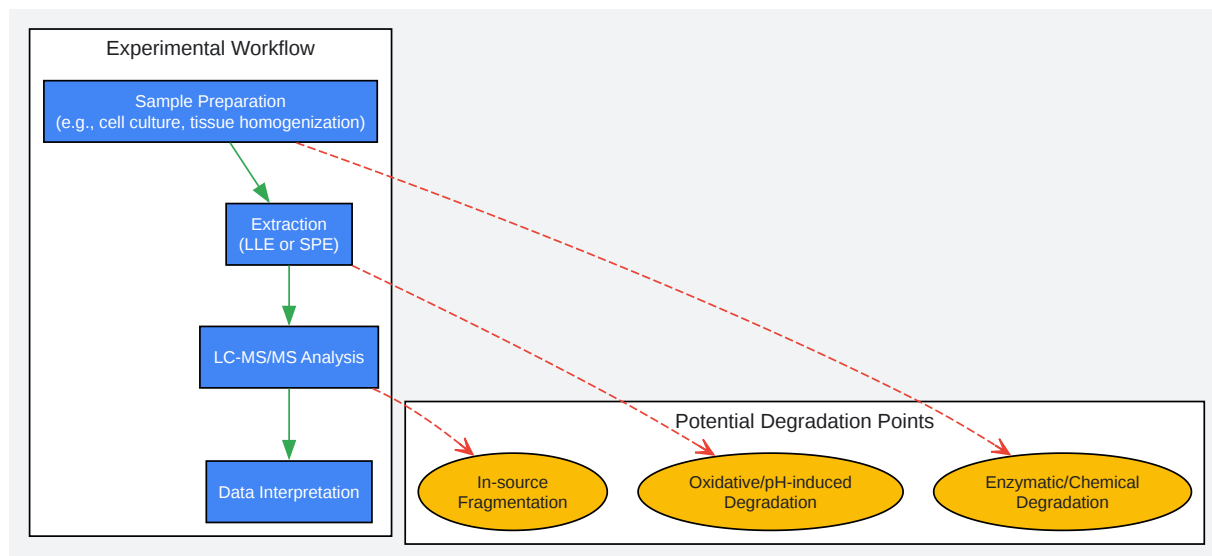 Experimental Workflow
Sample Preparation
(e.g., cell culture, tissue homogenization)
Extraction
(LLE or SPE)
LC-MS/MS Analysis
Data Interpretation
Potential Degradation Points
In-source
Fragmentation
Oxidative/pH-induced
Degradation
Enzymatic/Chemical
Degradation